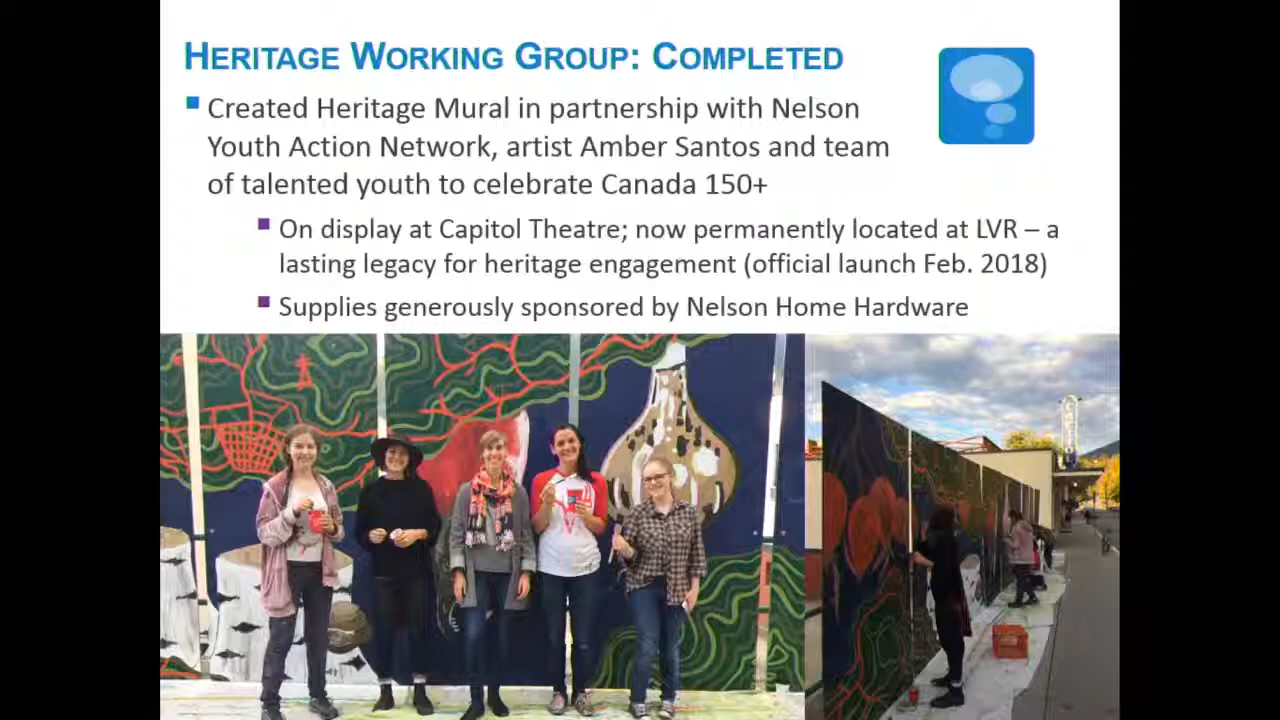 HERITAGE WORKING GROUP: COMPLETED
Created Heritage Mural in partnership with Nelson
Youth Action Network, artist Amber Santos and team
of talented youth to celebrate Canada 150+
On display at Capitol Theatre; now permanently located at LVR – a
lasting legacy for heritage engagement (official launch Feb. 2018)
Supplies generously sponsored by Nelson Home Hardware
CAPITOL